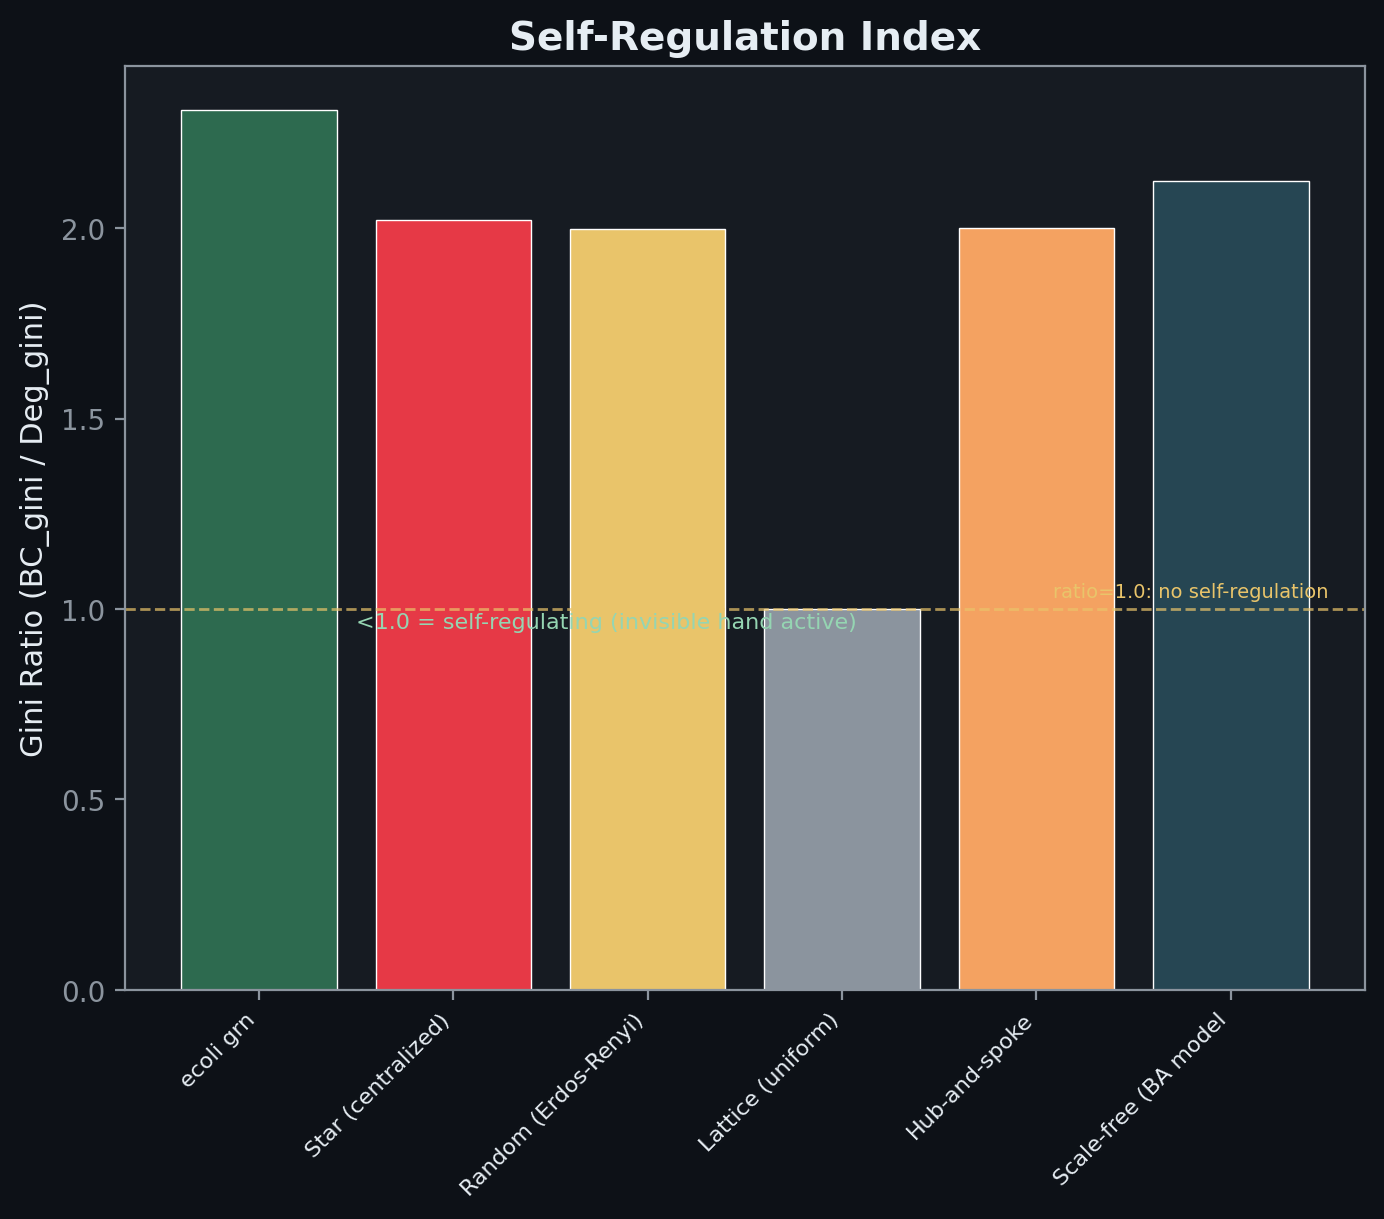 Self-Regulation Index
Gini Ratio (BC_gini / Deg_gini)
2.0
1.5
1.0
0.5
0.0
ratio=1.0: no self-regulation
<1.0 = self-regulating (invisible hand active)
ecoli grn
Star (centralized)
Random (Erdos-Renyi)
Lattice (uniform)
Hub-and-spoke
Scale-free (BA model